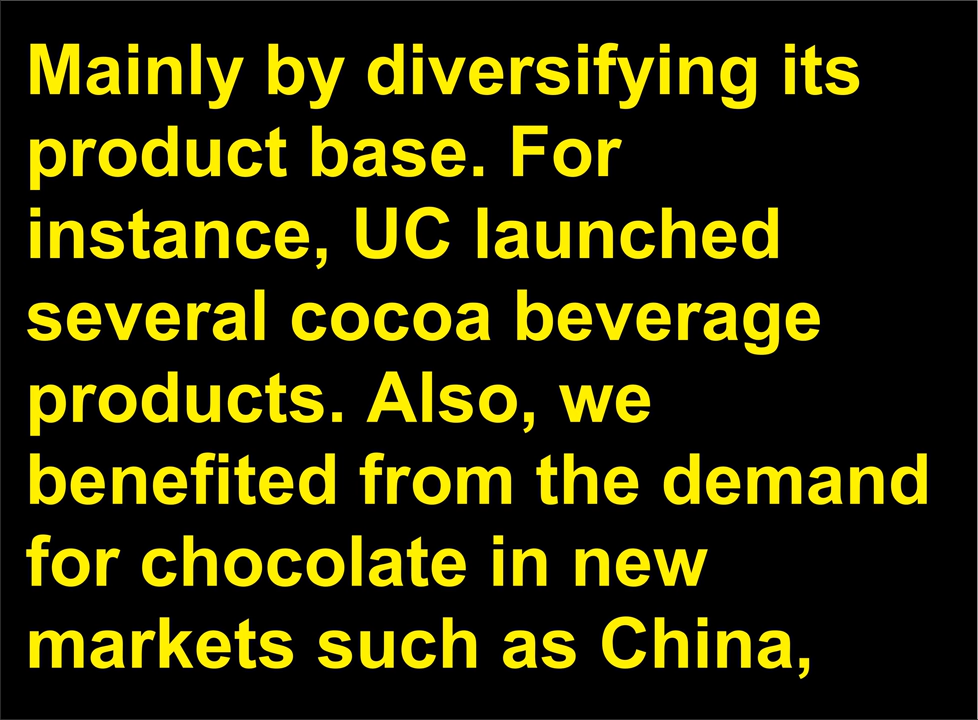 Mainly by diversifying its
product base. For
instance, UC launched
several cocoa beverage
products. Also, we
benefited from the demand
for chocolate in new
markets such as China,